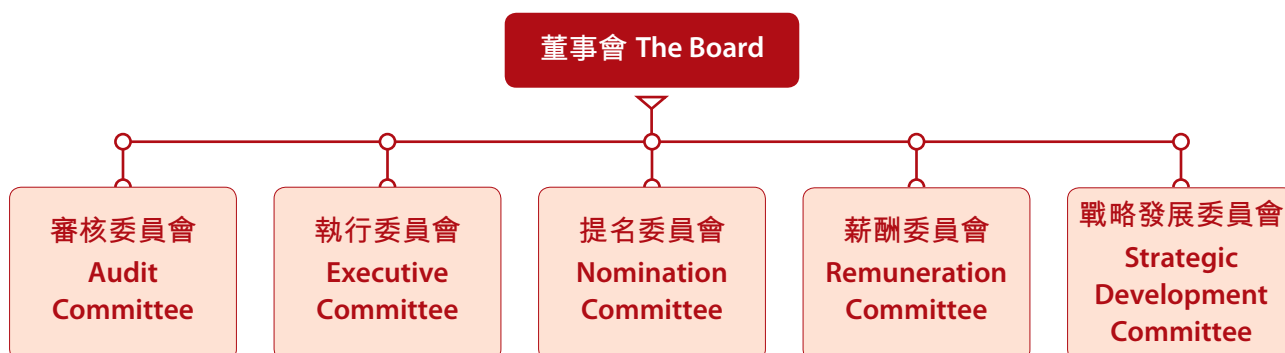 董事會 The Board
審核委員會
Audit
Committee
執行委員會
Executive
Committee
提名委員會
Nomination
Committee
薪酬委員會
Remuneration
Committee
戰略發展委員會
Strategic
Development
Committee